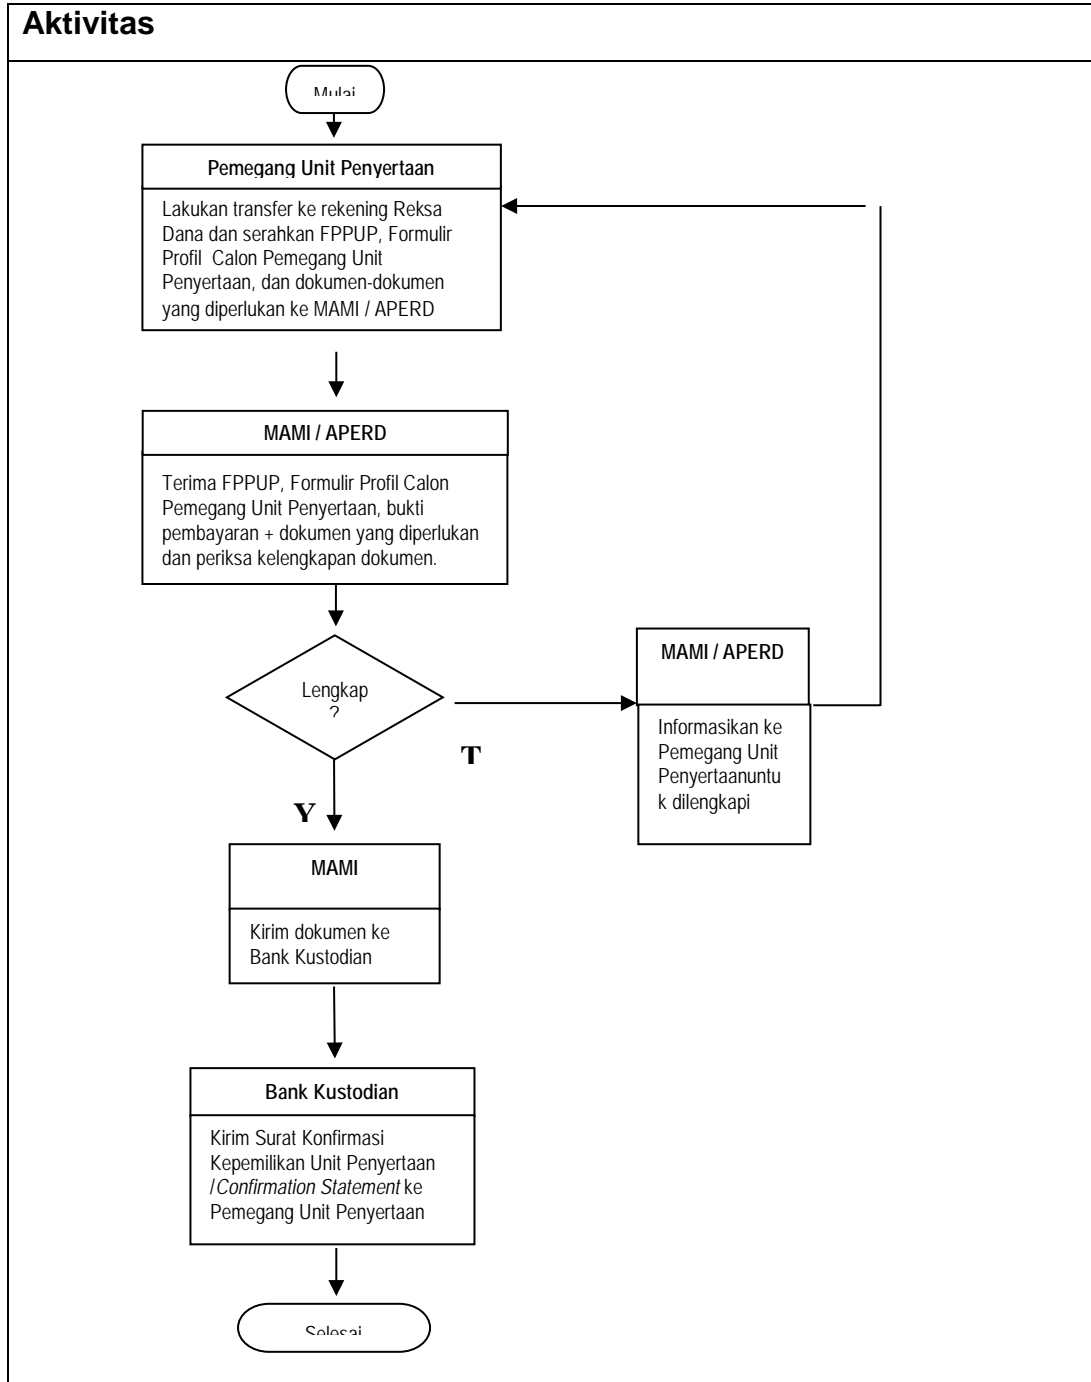 Aktivitas
Mulai
Pemegang Unit Penyertaan
Lakukan transfer ke rekening Reksa
Dana dan serahkan FPPUP, Formulir
Profil Calon Pemegang Unit
Penyertaan, dan dokumen-dokumen
yang diperlukan ke MAMI / APERD
MAMI / APERD
Terima FPPUP, Formulir Profil Calon
Pemegang Unit Penyertaan, bukti
pembayaran + dokumen yang diperlukan
dan periksa kelengkapan dokumen.
Lengkap
?
T
MAMI / APERD
Informasikan ke
Pemegang Unit
Penyertaanuntu
k dilengkapi
Y
MAMI
Kirim dokumen ke
Bank Kustodian
Bank Kustodian
Kirim Surat Konfirmasi
Kepemilikan Unit Penyertaan
/Confirmation Statement ke
Pemegang Unit Penyertaan
Selesai